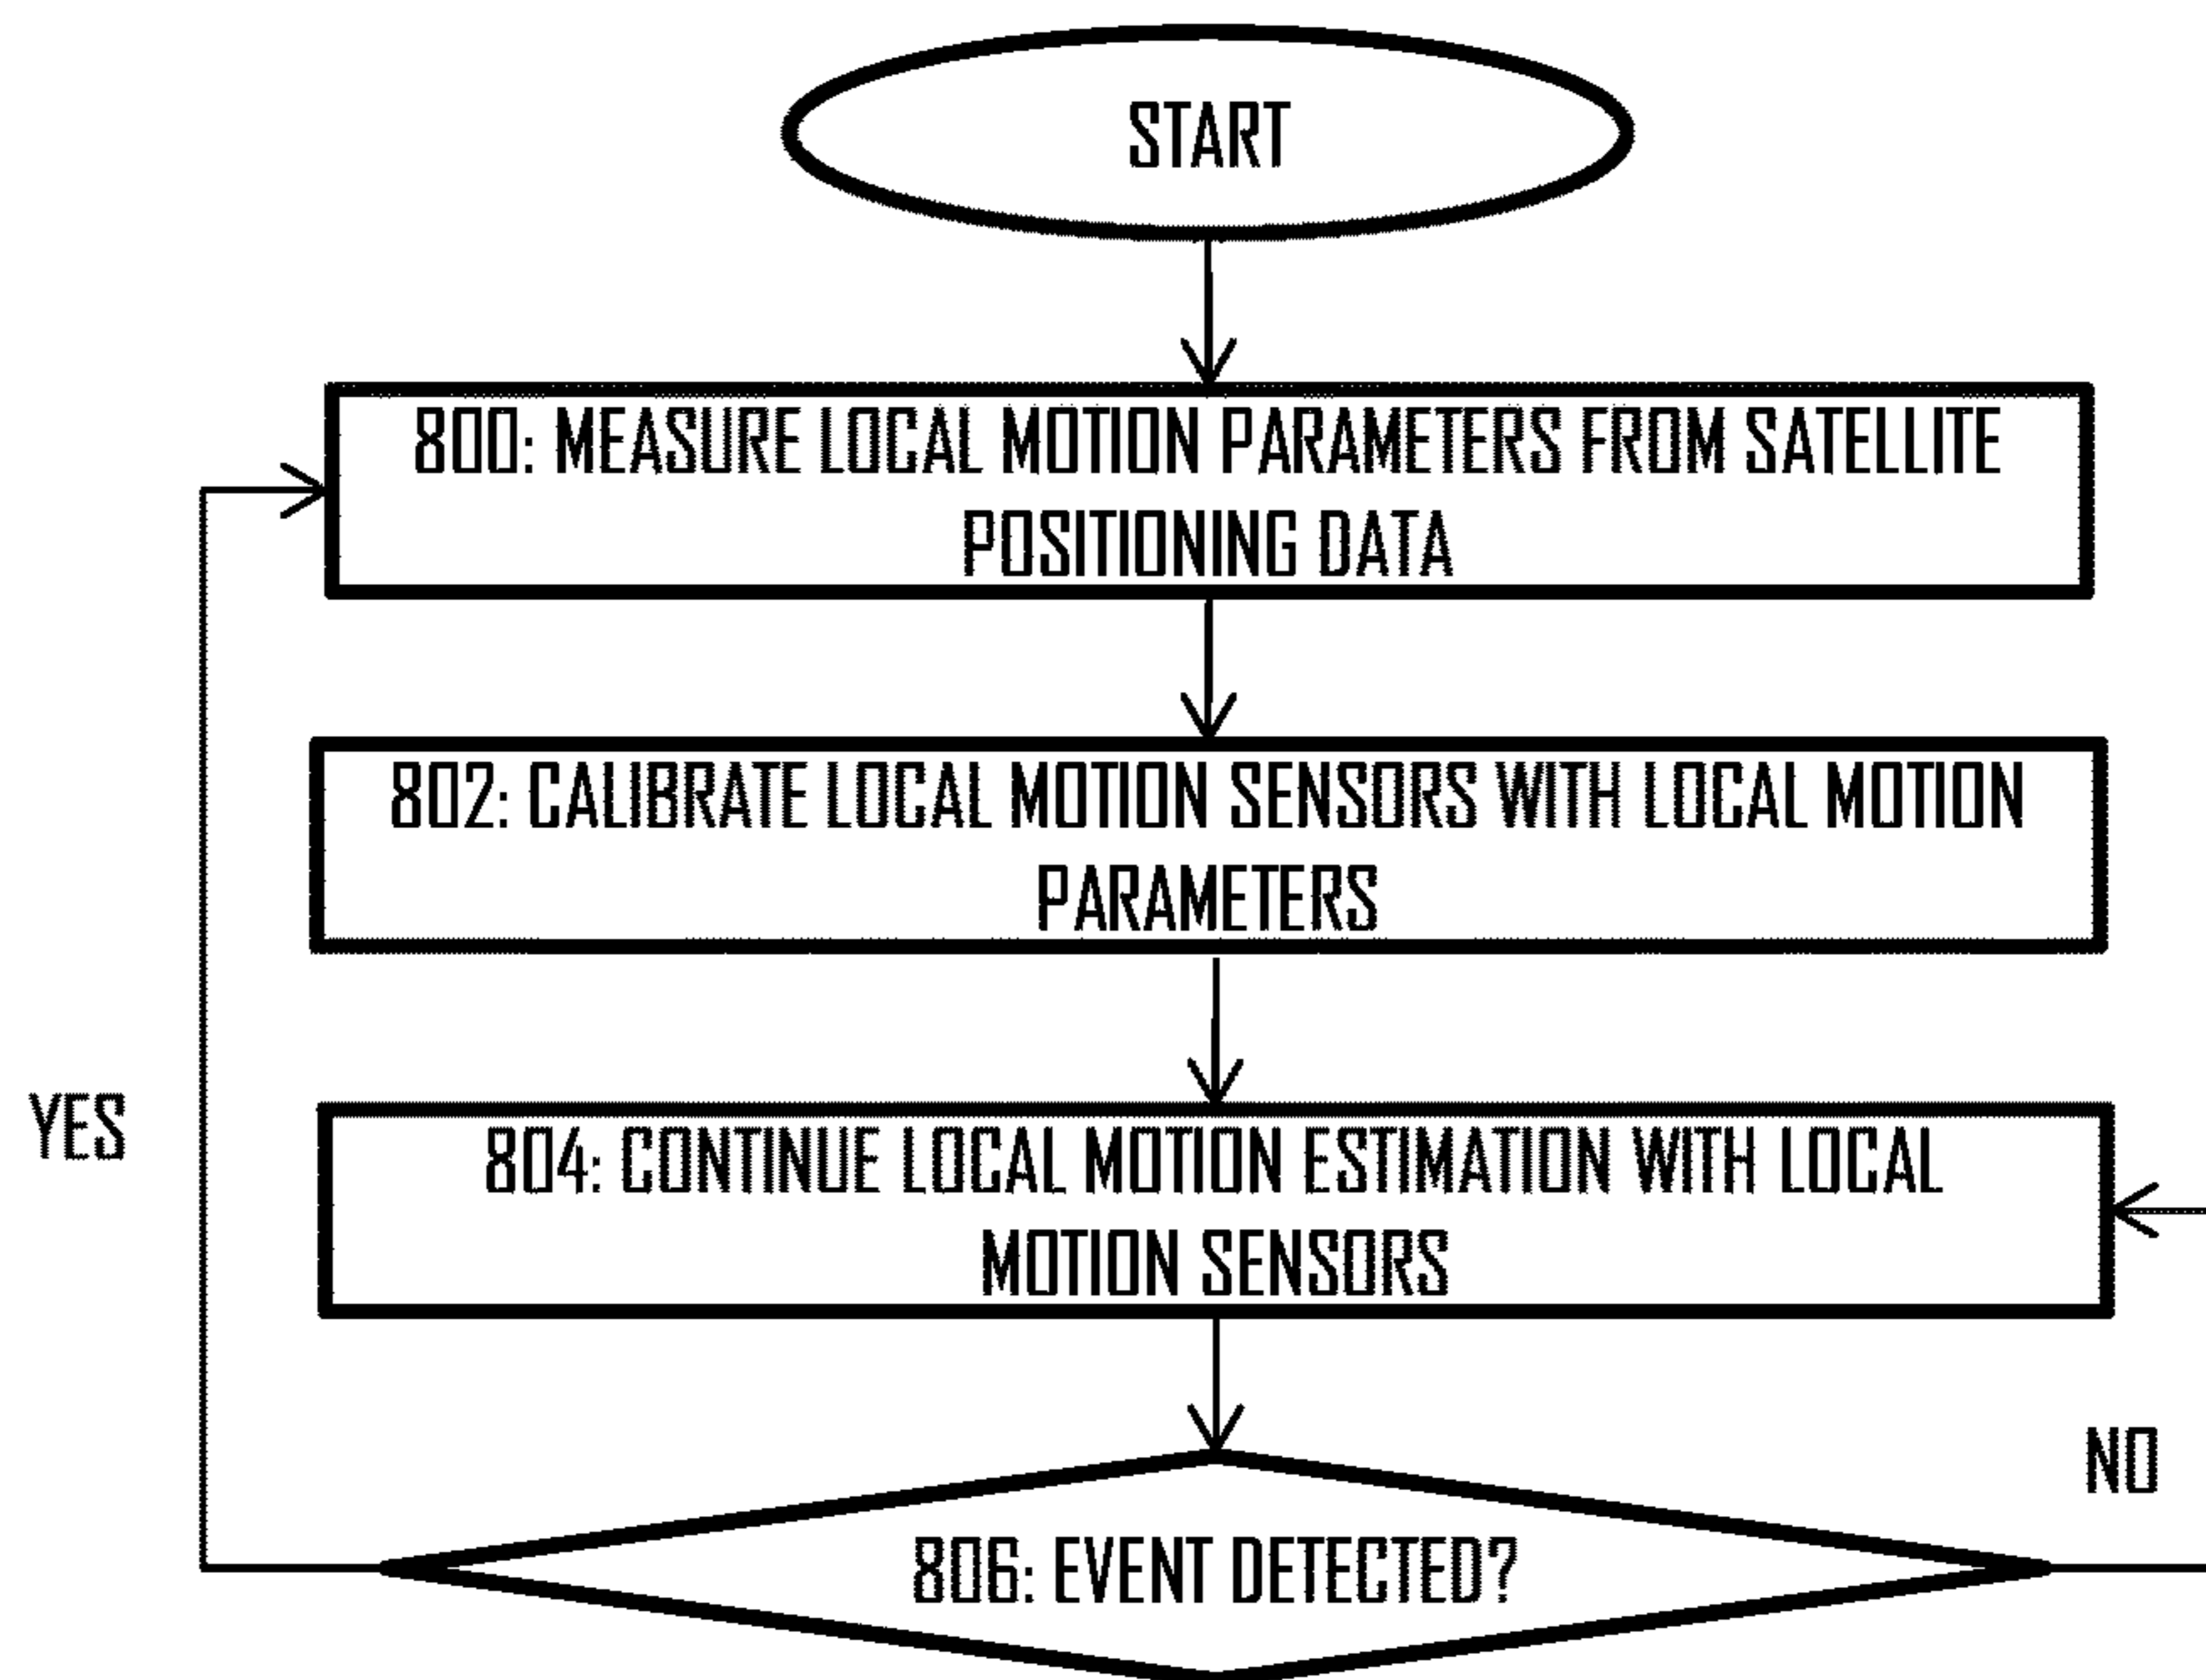 START
800: MEASURE LOCAL MOTION PARAMETERS FROM SATELLITE
POSITIONING DATA
802: CALIBRATE LOCAL MOTION SENSORS WITH LOCAL MOTION
PARAMETERS
YES
804: CONTINUE LOCAL MOTION ESTIMATION WITH LOCAL
MOTION SENSORS
NO
806: EVENT DETECTED?